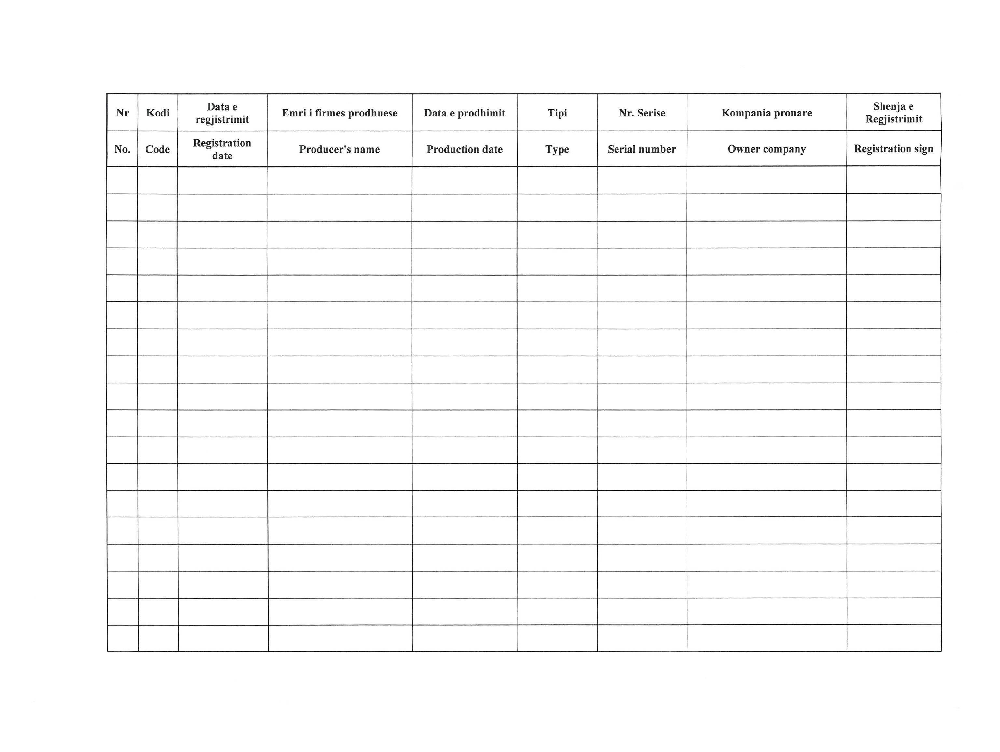 Nr Kodi Data e regjistrimit Emri i firmes prodhuese Data e prodhimit Tipi Nr. Serise Kompania pronare Shenja e Regjistrimit
No. Code Registration date Producer's name Production date Type Serial number Owner company Registration sign